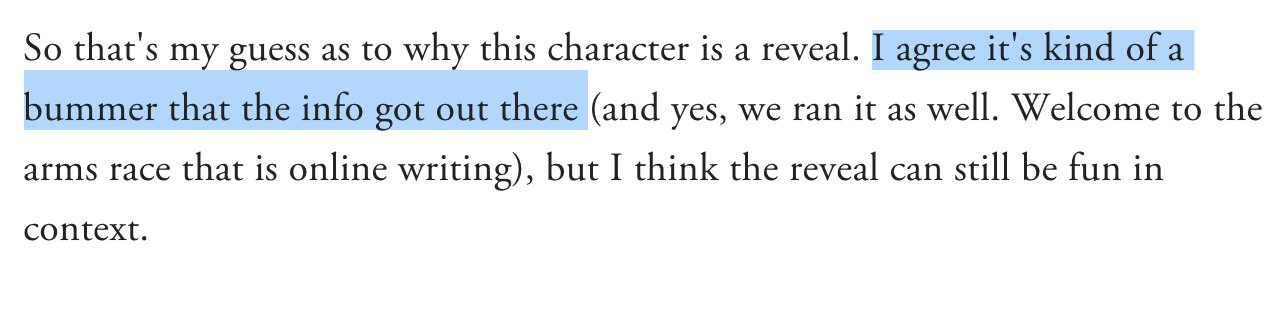 So that's my guess as to why this character is a reveal. I agree it's kind of a
bummer that the info got out there (and yes, we ran it as well. Welcome to the
arms race that is online writing), but I think the reveal can still be fun in
context.